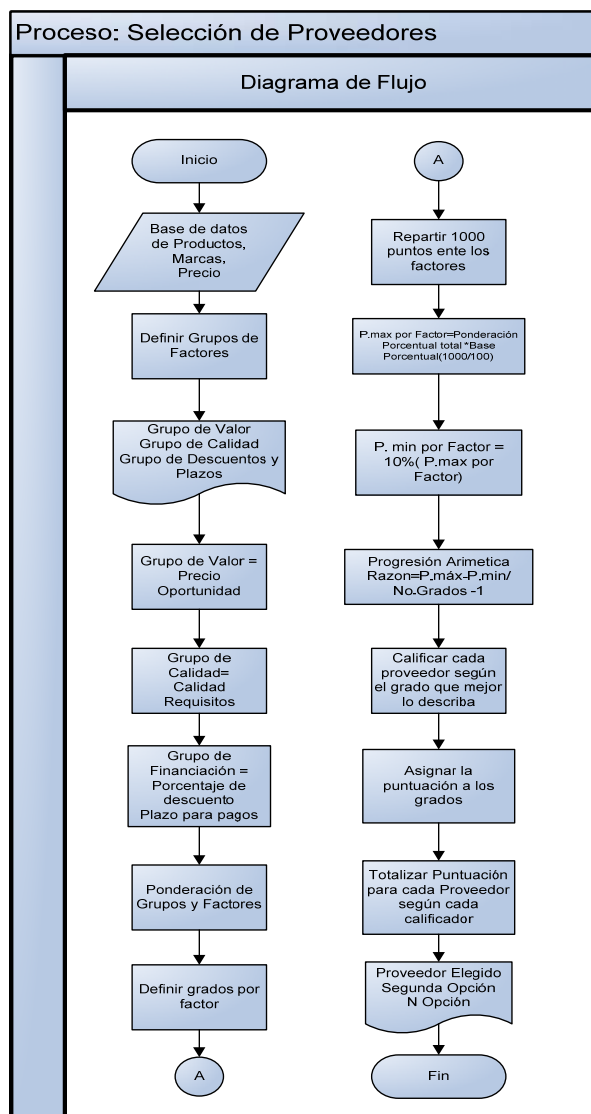 Proceso: Selección de Proveedores
Diagrama de Flujo
Inicio
Base de datos
de Productos,
Marcas,
Precio
Definir Grupos de
Factores
Grupo de Valor
Grupo de Calidad
Grupo de Descuentos y
Plazos
Grupo de Valor =
Precio
Oportunidad
Grupo de
Calidad=
Calidad
Requisitos
Grupo de
Financiación =
Porcentaje de
descuento
Plazo para pagos
Ponderación de
Grupos y Factores
Definir grados por
factor
A
A
Repartir 1000
puntos ente los
factores
P.max por Factor=Ponderación
Porcentual total *Base
Porcentual(1000/100)
P. min por Factor =
10%( P.max por
Factor)
Progresión Arimetica
Razon=P.máx-P.min/
No.Grados -1
Calificar cada
proveedor según
el grado que mejor
lo describa
Asignar la
puntuación a los
grados
Totalizar Puntuación
para cada Proveedor
según cada
calificador
Proveedor Elegido
Segunda Opción
N Opción
Fin